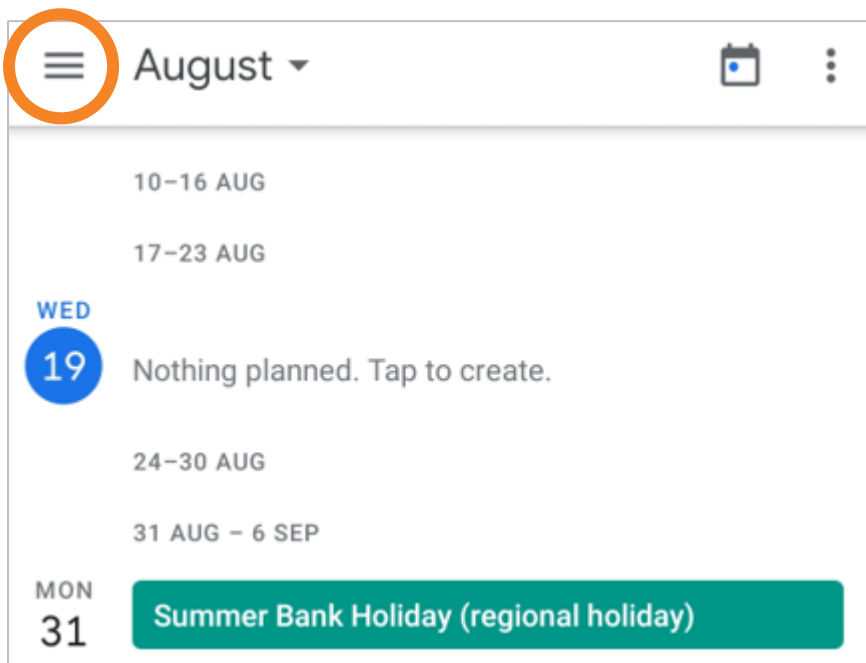 August
10–16 AUG
17–23 AUG
WED
19
Nothing planned. Tap to create.
24–30 AUG
31 AUG – 6 SEP
MON
31
Summer Bank Holiday (regional holiday)